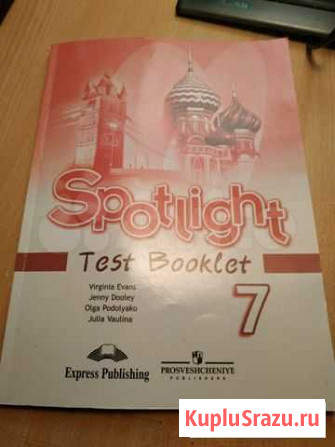 Spotlight
Test Booklet
Virginia Evans
Jenny Dooley
Olga Podolyako
Julia Vaulina
7
Express Publishing
PROSVESHCHENIYE
PUBLISHERS
KupluSrazu.ru